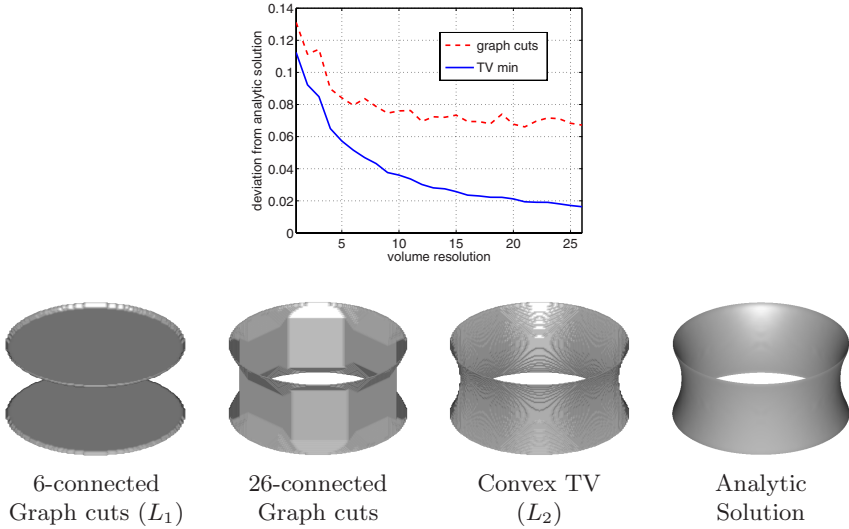 0.14
0.12
0.1
0.08
0.06
0.04
0.02
0
deviation from analytic solution
graph cuts
TV min
5 10 15 20 25
volume resolution
6-connected
Graph cuts (L1)
26-connected
Graph cuts
Convex TV
(L2)
Analytic
Solution